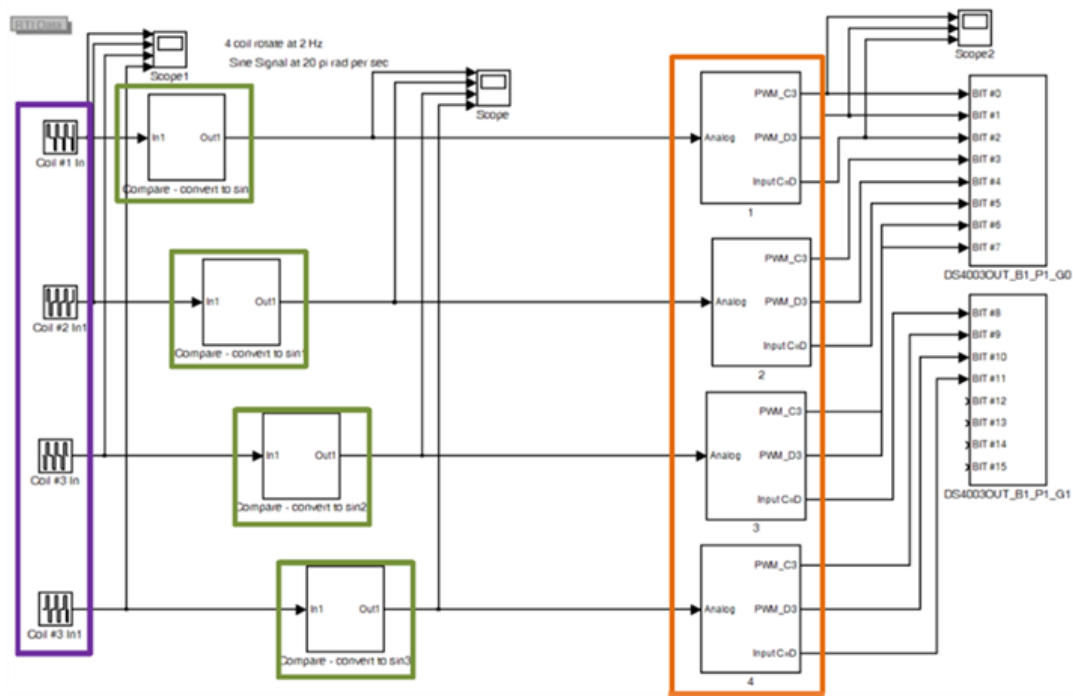 RTI Data
4 coil rotate at 2 Hz
Sine Signal at 20 pi rad per sec
Scope1
Scope
Scope2
Coil #1 In
In1 Out1
Compare - convert to sin
Analog
PWM_C3
PWM_D3
Input CnD
1
BIT #0
BIT #1
BIT #2
BIT #3
BIT #4
BIT #5
BIT #6
BIT #7
DS4003OUT_B1_P1_G0
Coil #2 In1
In1 Out1
Compare - convert to sin1
Analog
PWM_C3
PWM_D3
Input CnD
2
BIT #8
BIT #9
BIT #10
BIT #11
BIT #12
BIT #13
BIT #14
BIT #15
DS4003OUT_B1_P1_G1
Coil #3 In
In1 Out1
Compare - convert to sin2
Analog
PWM_C3
PWM_D3
Input CnD
3
Coil #3 In1
In1 Out1
Compare - convert to sin3
Analog
PWM_C3
PWM_D3
Input CnD
4